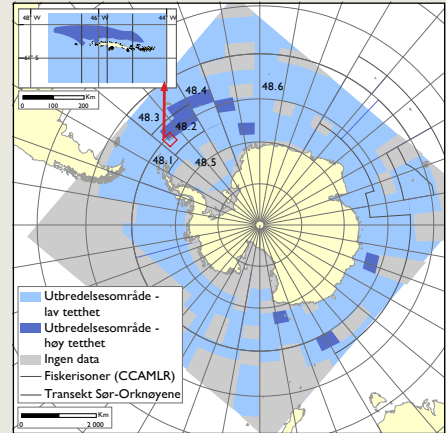 48° W 46° W 44° W
61° S
0 100 200 Km
48.4
48.6
48.3
48.2
48.1
48.5
Utbredelsesområde -
lav tetthet
Utbredelsesområde -
høy tetthet
Ingen data
Fiskerisoner (CCAMLR)
Transekt Sør-Orknøyene
Km
0 2 000